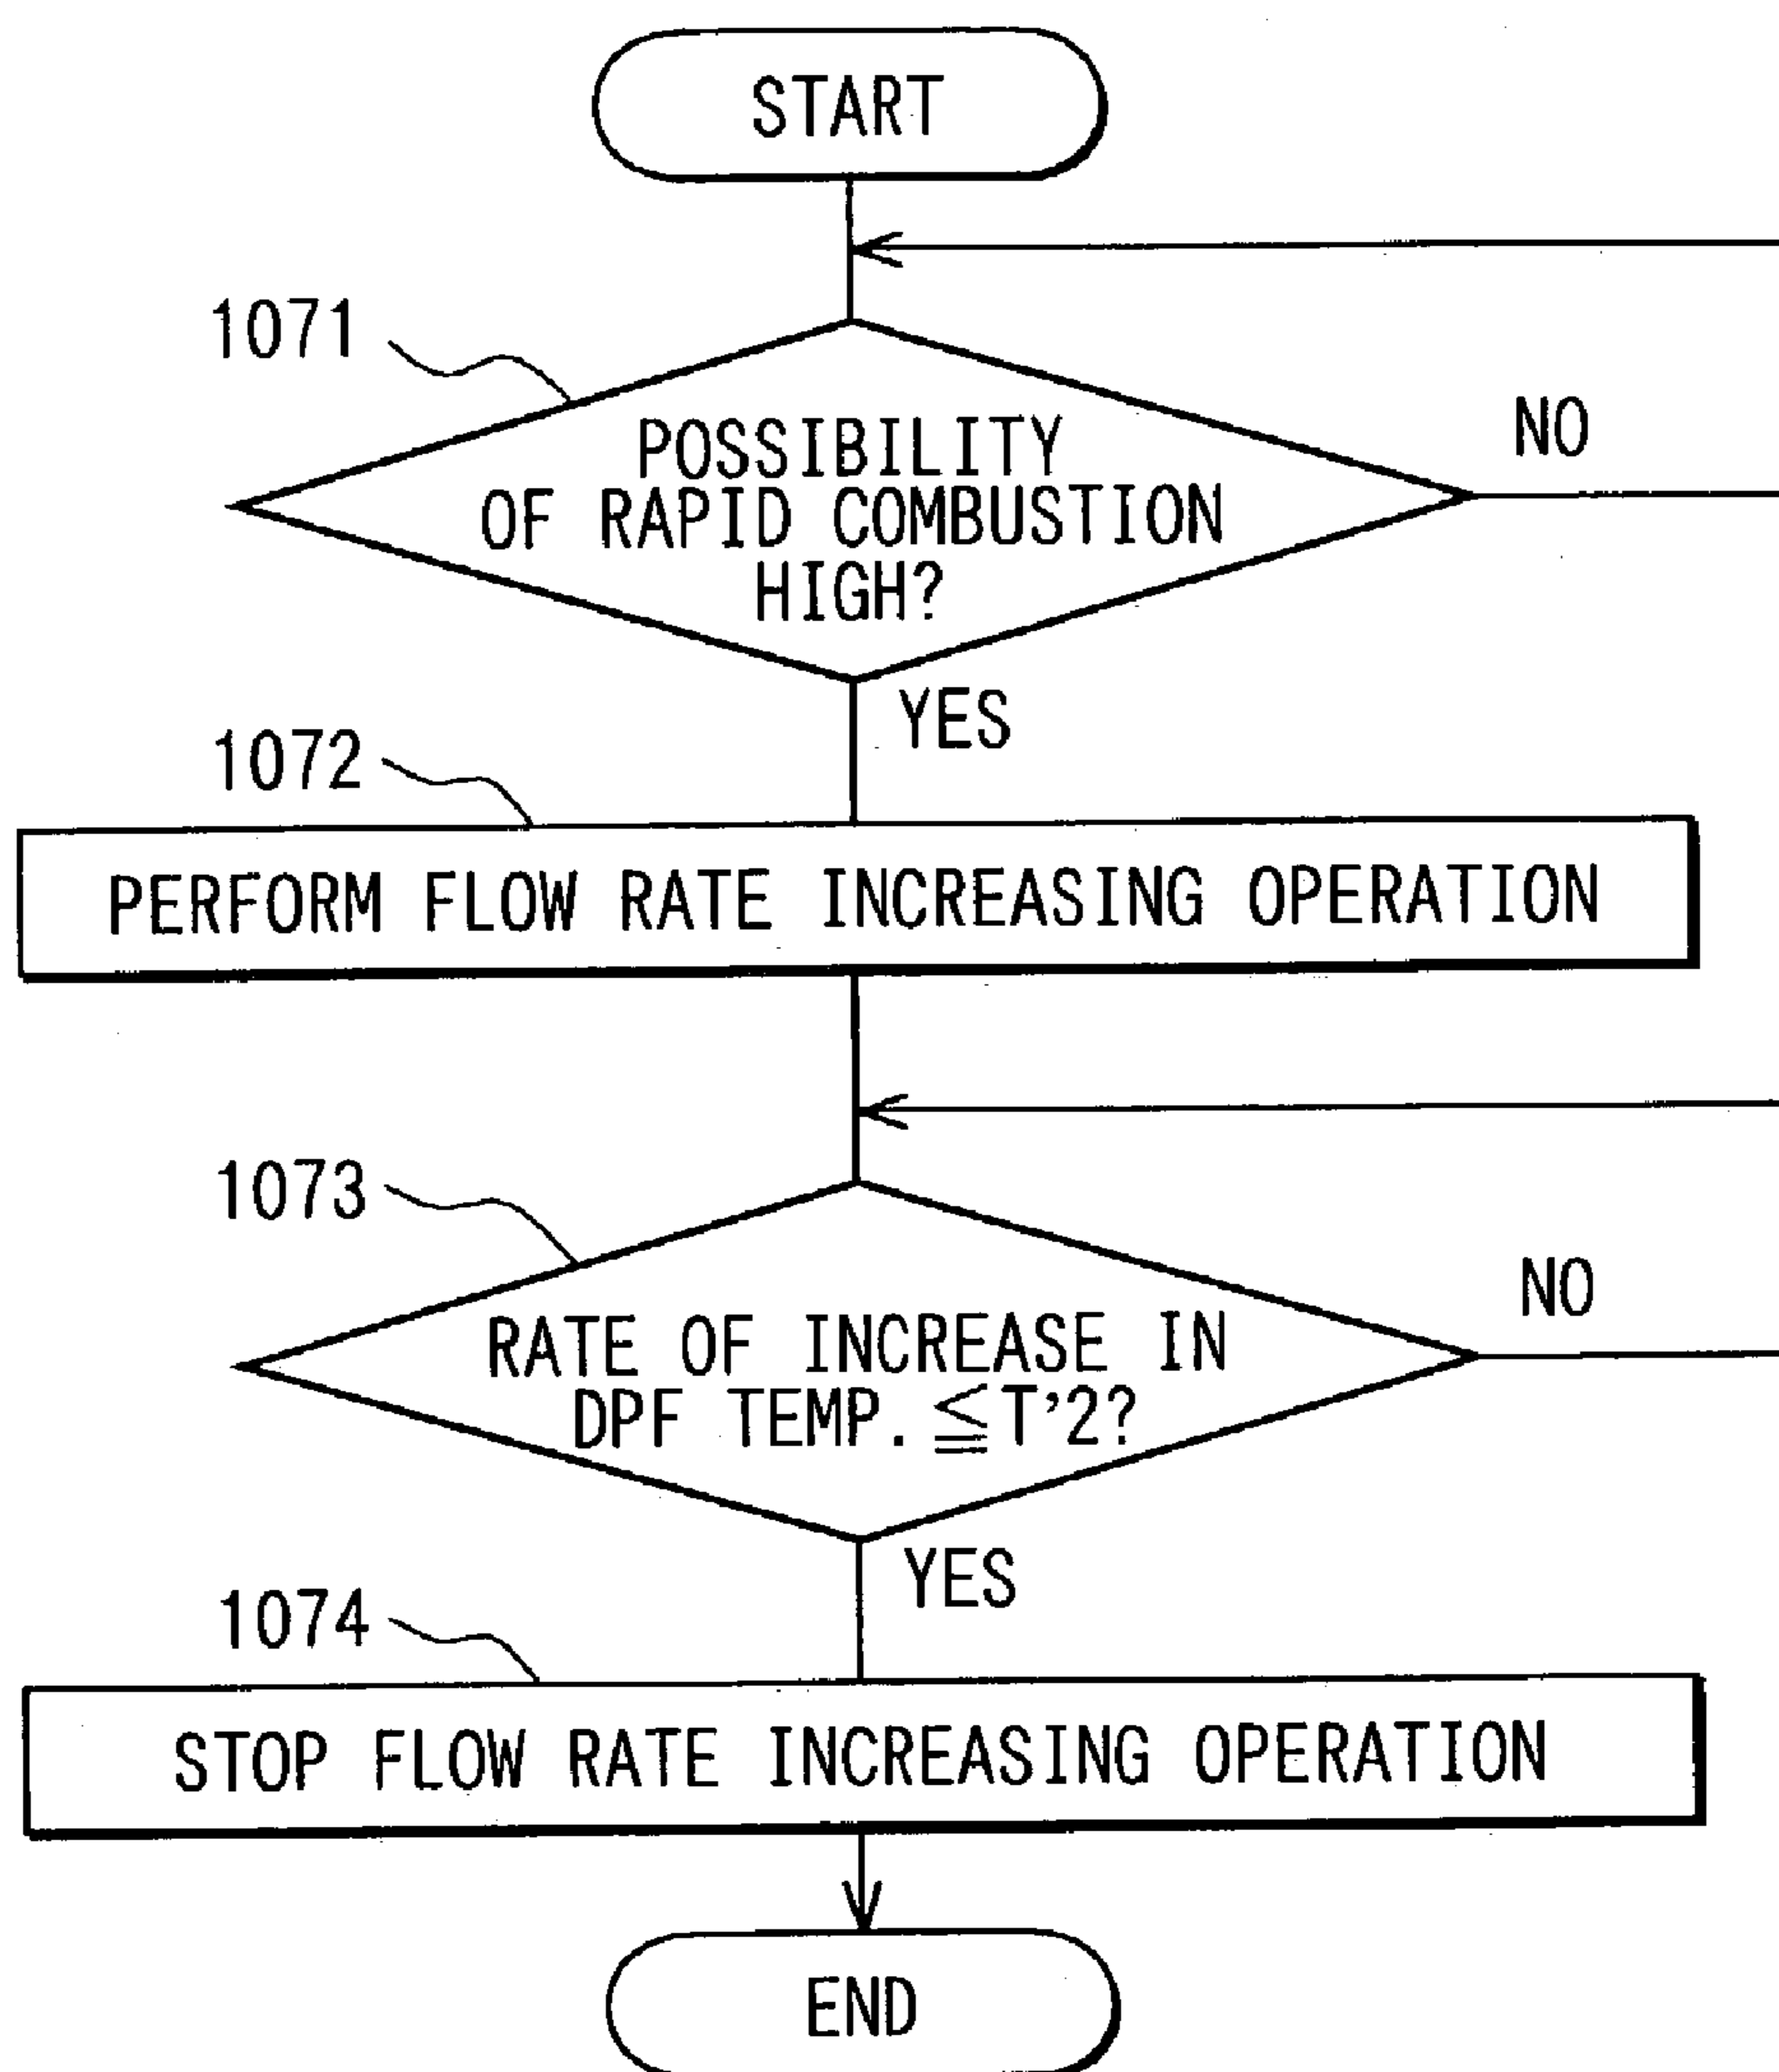 START
1071
POSSIBILITY
OF RAPID COMBUSTION
HIGH?
NO
YES
1072
PERFORM FLOW RATE INCREASING OPERATION
1073
RATE OF INCREASE IN
DPF TEMP. ≦T'2?
NO
YES
1074
STOP FLOW RATE INCREASING OPERATION
END